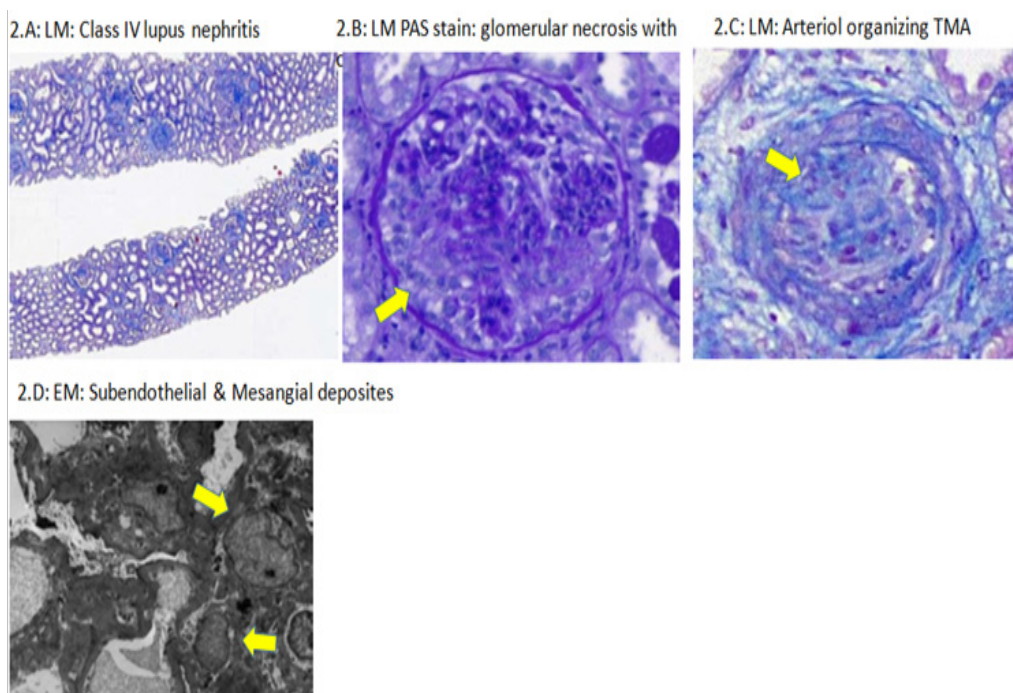 2.A: LM: Class IV lupus nephritis
2.B: LM PAS stain: glomerular necrosis with
2.C: LM: Arteriol organizing TMA
2.D: EM: Subendothelial & Mesangial deposites